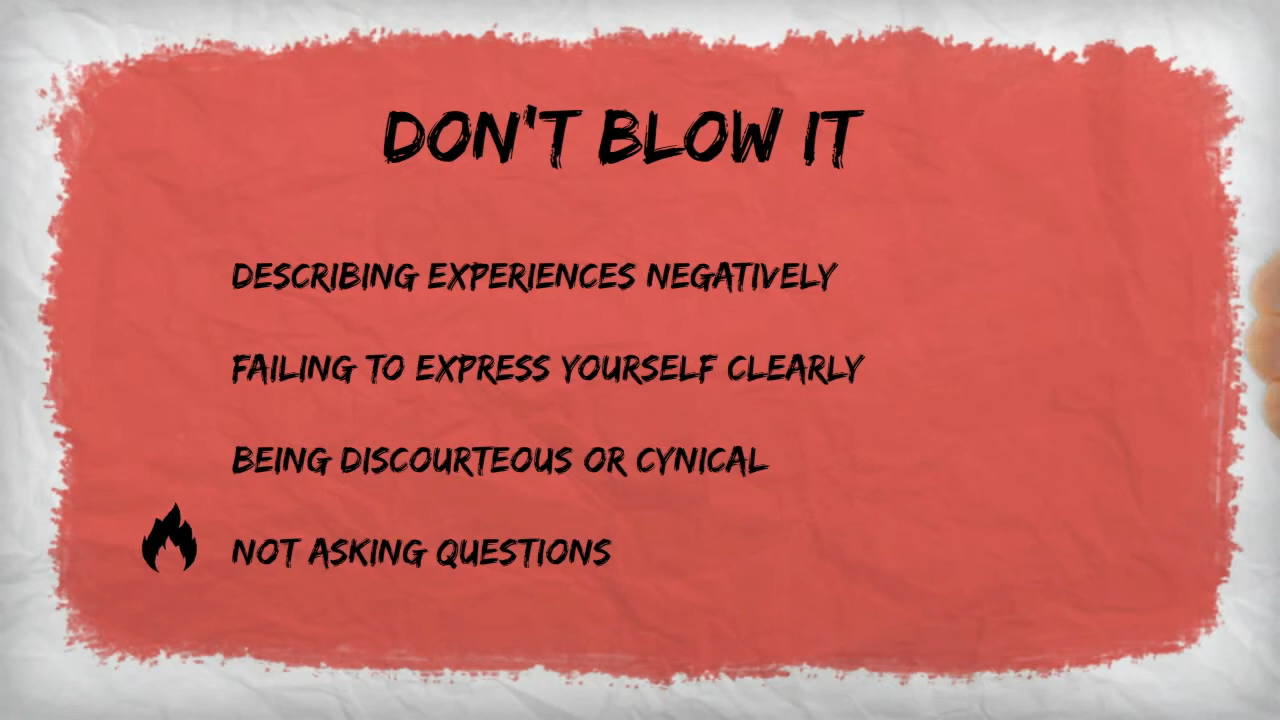 DON'T BLOW IT
DESCRIBING EXPERIENCES NEGATIVELY
FAILING TO EXPRESS YOURSELF CLEARLY
BEING DISCOURTEOUS OR CYNICAL
NOT ASKING QUESTIONS